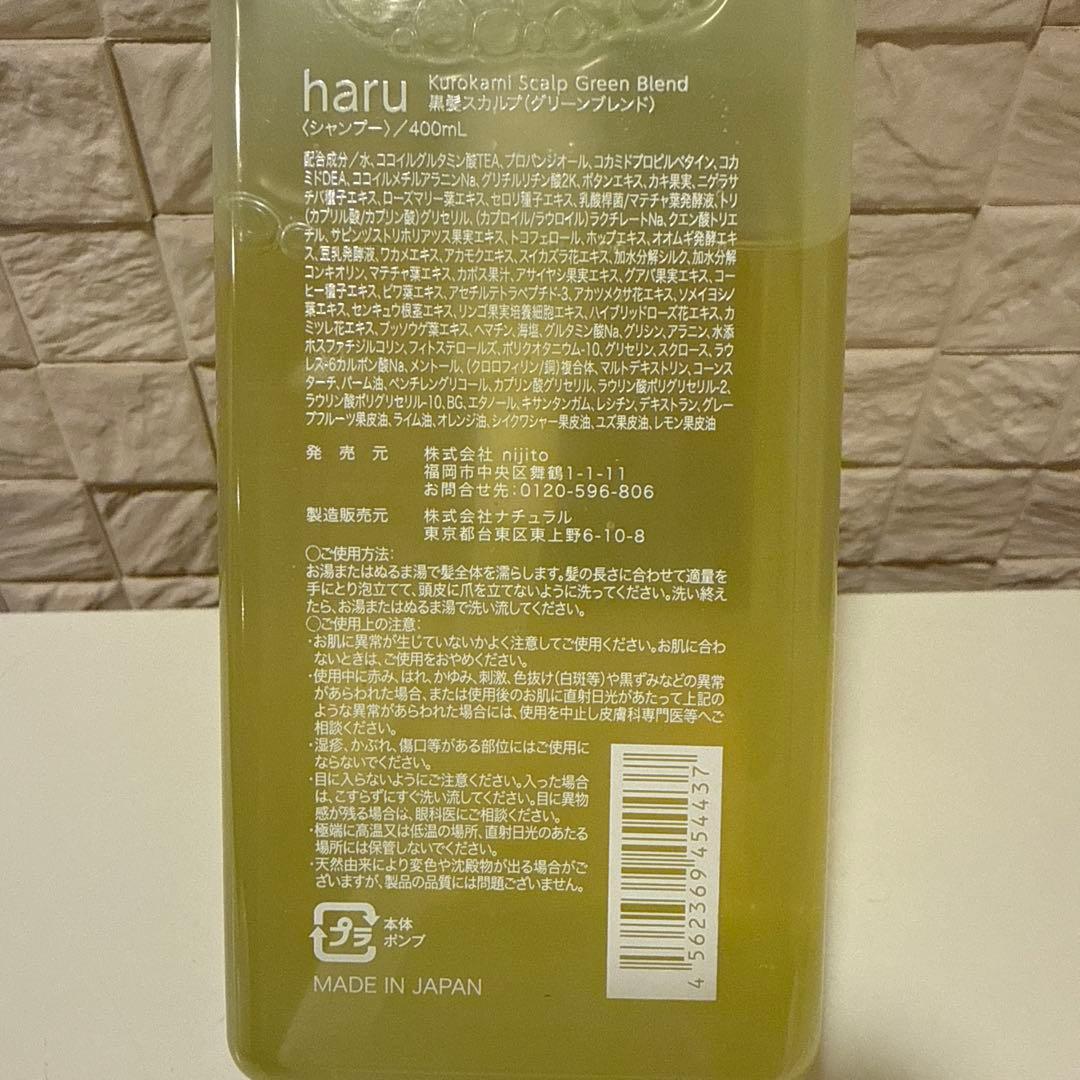 haru Kurokami Scalp Green Blend
黒髪スカルプ(グリーンブレンド)
〈シャンプー〉/400mL
配合成分/水、ココイルグルタミン酸TEA、プロパンジオール、コカミドプロピルベタイン、コカ
ミドDEA、ココイルメチルアラニンNa、グリチルリチン酸2K、ボタンエキス、カキ果実、ニゲラサ
チバ種子エキス、ローズマリー葉エキス、セロリ種子エキス、乳酸桿菌/マテチャ葉発酵液、トリ
(カプリル酸/カプリン酸)グリセリル、(カプロイル/ラウロイル)ラクチレートNa、クエン酸トリエ
チル、サピンヅストリホリアツス果実エキス、トコフェロール、ホップエキス、オオムギ発酵エキ
ス、豆乳発酵液、ワカメエキス、アカモクエキス、スイカズラ花エキス、加水分解シルク、加水分解
コンキオリン、マテチャ葉エキス、カボス果汁、アサイヤシ果実エキス、グアバ果実エキス、コー
ヒー種子エキス、ビワ葉エキス、アセチルテトラペプチド-3、アカツメクサ花エキス、ソメイヨシノ
葉エキス、センキュウ根茎エキス、リンゴ果実培養細胞エキス、ハイブリッドローズ花エキス、カ
ミツレ花エキス、ブッソウゲ葉エキス、ヘマチン、海塩、グルタミン酸Na、グリシン、アラニン、水添
ホスファチジルコリン、フィトステロールズ、ポリクオタニウム-10、グリセリン、スクロース、ラウ
レス-6カルボン酸Na、メントール、(クロロフィリン/銅)複合体、マルトデキストリン、コーンス
ターチ、パーム油、ペンチレングリコール、カプリン酸グリセリル、ラウリン酸ポリグリセリル-2、
ラウリン酸ポリグリセリル-10、BG、エタノール、キサンタンガム、レシチン、デキストラン、グレー
プフルーツ果皮油、ライム油、オレンジ油、シイクワシャー果皮油、ユズ果皮油、レモン果皮油
発売元 株式会社 nijito
福岡市中央区舞鶴1-1-11
お問合せ先:0120-596-806
製造販売元 株式会社ナチュラル
東京都台東区東上野6-10-8
○ご使用方法:
お湯またはぬるま湯で髪全体を濡らします。髪の長さに合わせて適量を
手にとり泡立てて、頭皮に爪を立てないように洗ってください。洗い終え
たら、お湯またはぬるま湯で洗い流してください。
○ご使用上の注意:
・お肌に異常が生じていないかよく注意してご使用ください。お肌に合わ
ないときは、ご使用をおやめください。
・使用中に赤み、はれ、かゆみ、刺激、色抜け(白斑等)や黒ずみなどの異常
があらわれた場合、または使用後のお肌に直射日光があたって上記の
ような異常があらわれた場合には、使用を中止し皮膚科専門医等へご
相談ください。
・湿疹、かぶれ、傷口等がある部位にはご使用に
ならないでください。
・目に入らないようにご注意ください。入った場合
は、こすらずにすぐ洗い流してください。目に異物
感が残る場合は、眼科医にご相談ください。
・極端に高温又は低温の場所、直射日光のあたる
場所には保管しないでください。
・天然由来により変色や沈殿物が出る場合がご
ざいますが、製品の品質には問題ございません。
プラ 本体
ポンプ
MADE IN JAPAN
4562369454437